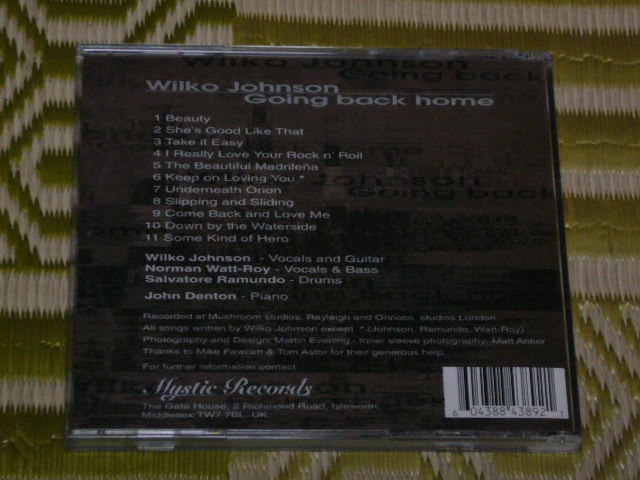 Wilko Johnson
Going back home
1 Beauty
2 She's Good Like That
3 Take it Easy
4 I Really Love Your Rock n' Roll
5 The Beautiful Madrileña
6 Keep on Loving You *
7 Underneath Orion
8 Slipping and Sliding
9 Come Back and Love Me
10 Down by the Waterside
11 Some Kind of Hero
Wilko Johnson - Vocals and Guitar
Norman Watt-Roy - Vocals & Bass
Salvatore Ramundo - Drums
John Denton - Piano
Recorded at Mushroom studios, Rayleigh and Orinoco studios London
All songs written by Wilko Johnson except * (Johnson, Ramundo, Watt-Roy)
Photography and Design: Martin Evening - Inner sleeve photography: Matt Anker
Thanks to Mike Fawcett & Tom Astor for their generous help
For further information contact:
Mystic Records
The Gate House, 2 Richmond Road, Isleworth,
Middlesex TW7 7BL, UK
6 04388 43892 1